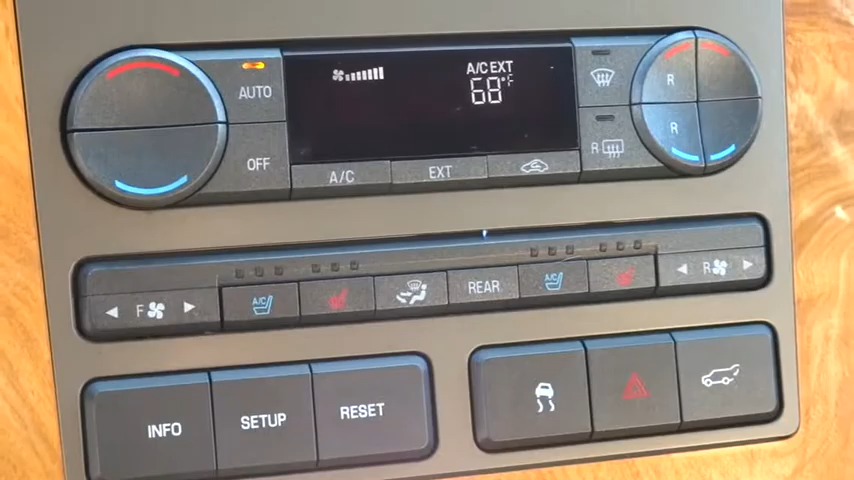 AUTO
A/C EXT
68°F
R
R
OFF
R
A/C
EXT
F
A/C
REAR
A/C
R
INFO
SETUP
RESET